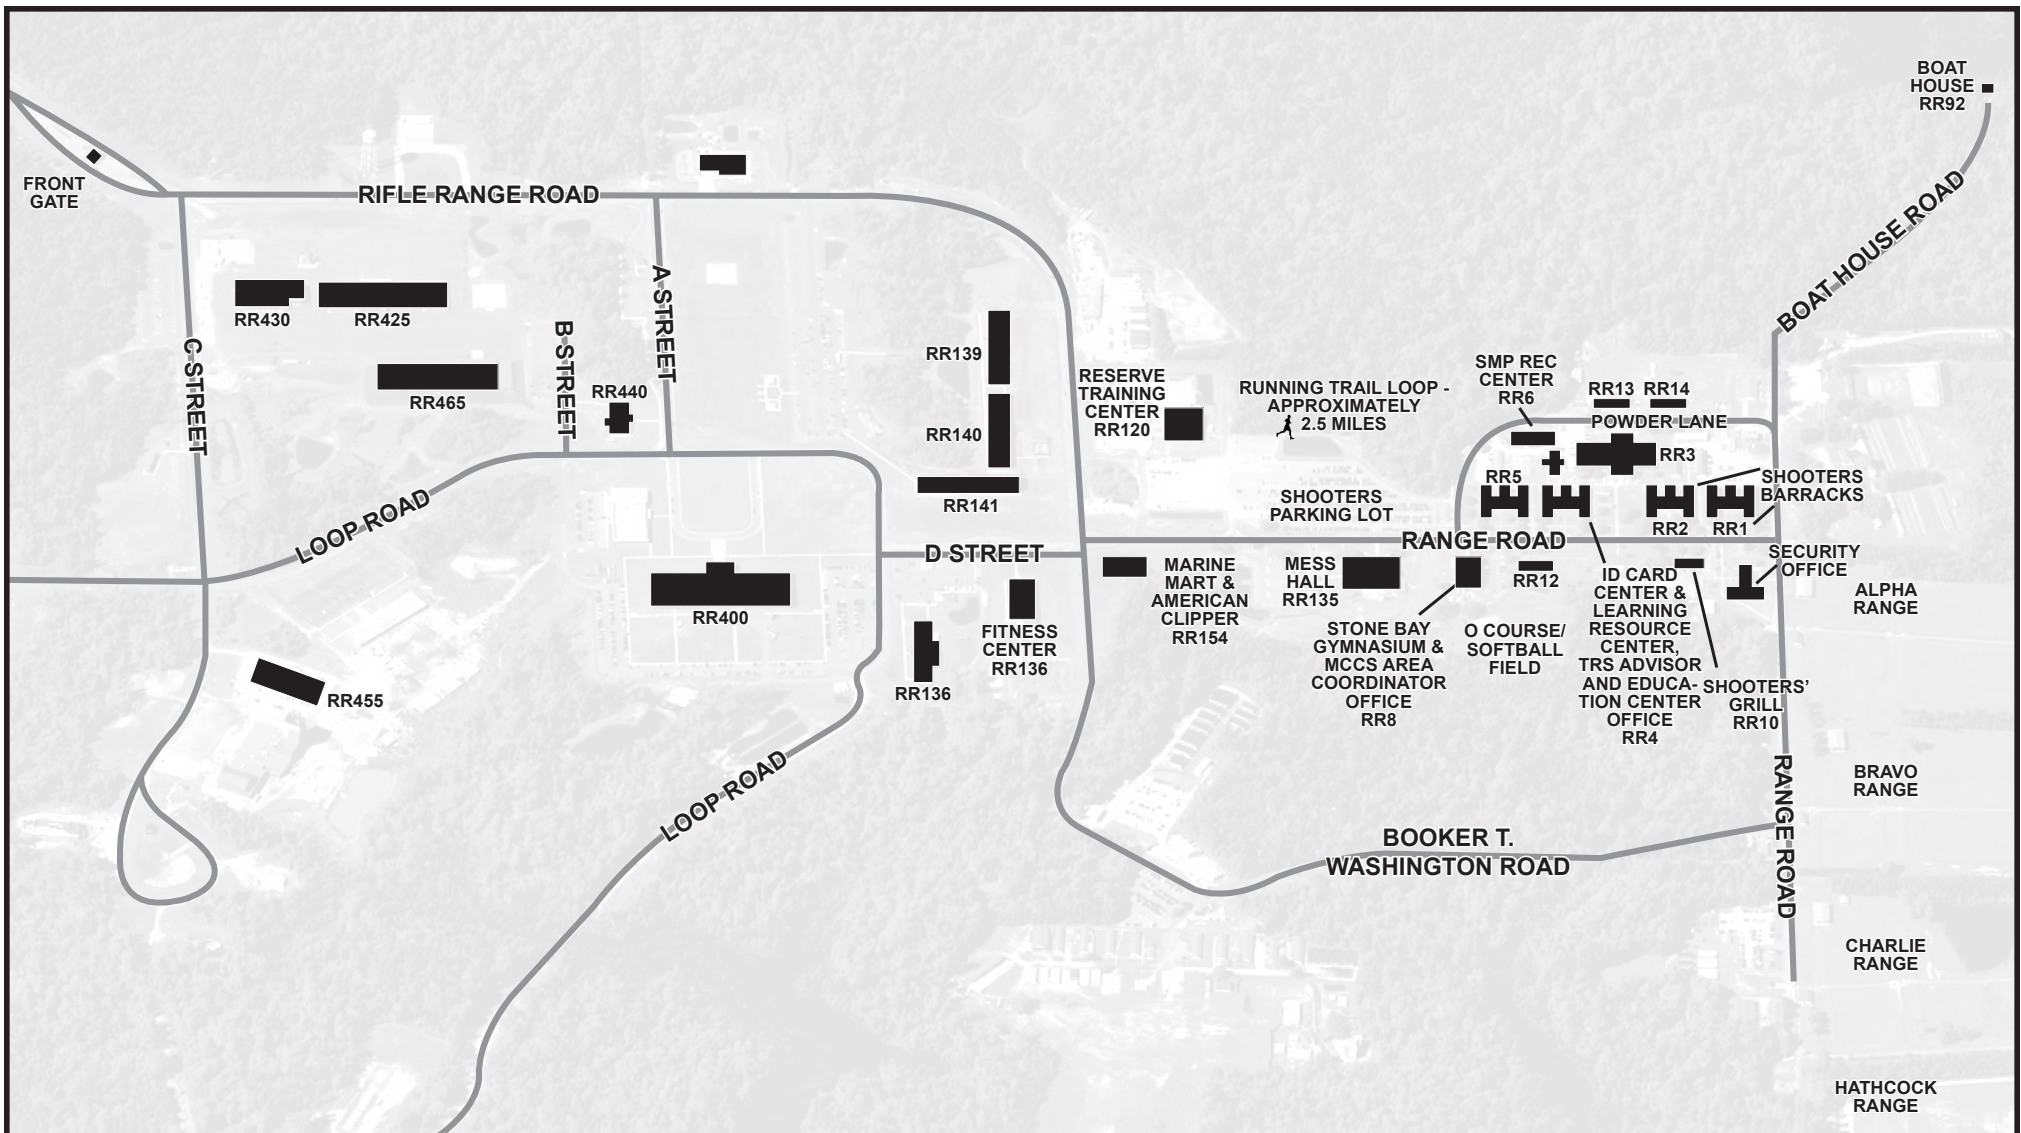 BOAT
HOUSE
RR92
FRONT
GATE
RIFLE RANGE ROAD
BOAT HOUSE ROAD
A STREET
RR430
RR425
B STREET
C STREET
RR139
RR465
RR440
RESERVE
TRAINING
CENTER
RR120
RUNNING TRAIL LOOP -
APPROXIMATELY
2.5 MILES
SMP REC
CENTER
RR6
RR13
RR14
POWDER LANE
RR140
RR3
RR5
SHOOTERS
BARRACKS
RR141
SHOOTERS
PARKING LOT
RR2
RR1
LOOP ROAD
D STREET
RANGE ROAD
SECURITY
OFFICE
MARINE
MART &
AMERICAN
CLIPPER
RR154
MESS
HALL
RR135
RR12
ID CARD
CENTER &
LEARNING
RESOURCE
CENTER,
TRS ADVISOR
AND EDUCA-
TION CENTER
OFFICE
RR4
ALPHA
RANGE
RR400
FITNESS
CENTER
RR136
STONE BAY
GYMNASIUM &
MCCS AREA
COORDINATOR
OFFICE
RR8
O COURSE/
SOFTBALL
FIELD
SHOOTERS'
GRILL
RR10
RR136
RR455
LOOP ROAD
BRAVO
RANGE
RANGE ROAD
BOOKER T.
WASHINGTON ROAD
CHARLIE
RANGE
HATHCOCK
RANGE